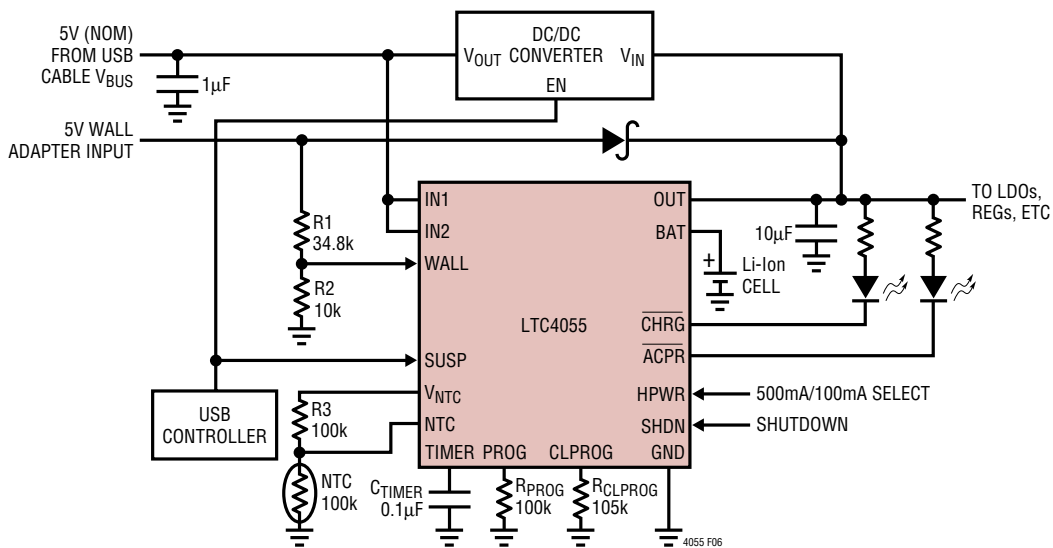 5V (NOM)
FROM USB
CABLE VBUS
1µF
DC/DC
CONVERTER
VOUT
VIN
EN
5V WALL
ADAPTER INPUT
R1
34.8k
R2
10k
IN1
IN2
WALL
SUSP
VNTC
NTC
TIMER
PROG
CLPROG
GND
LTC4055
OUT
BAT
CHRG
ACPR
HPWR
SHDN
10µF
+
Li-Ion
CELL
TO LDOs,
REGs, ETC
500mA/100mA SELECT
SHUTDOWN
USB
CONTROLLER
R3
100k
NTC
100k
CTIMER
0.1µF
RPROG
100k
RCLPROG
105k
4055 F06